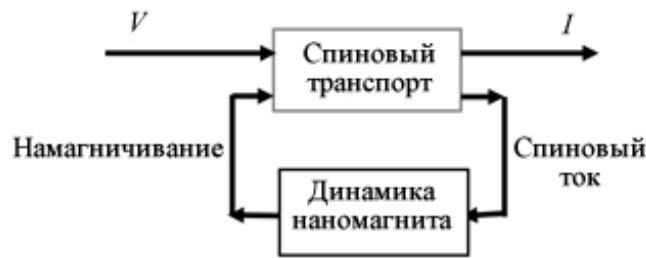 V
I
Спиновый
транспорт
Намагничивание
Спиновый
ток
Динамика
наномагнита